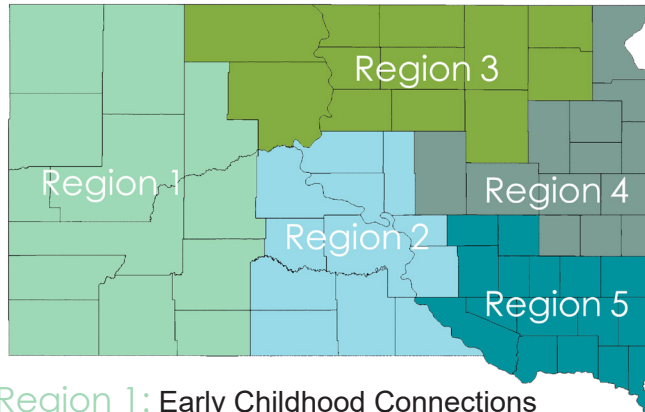 Region 3
Region 1
Region 4
Region 2
Region 5
Region 1: Early Childhood Connections